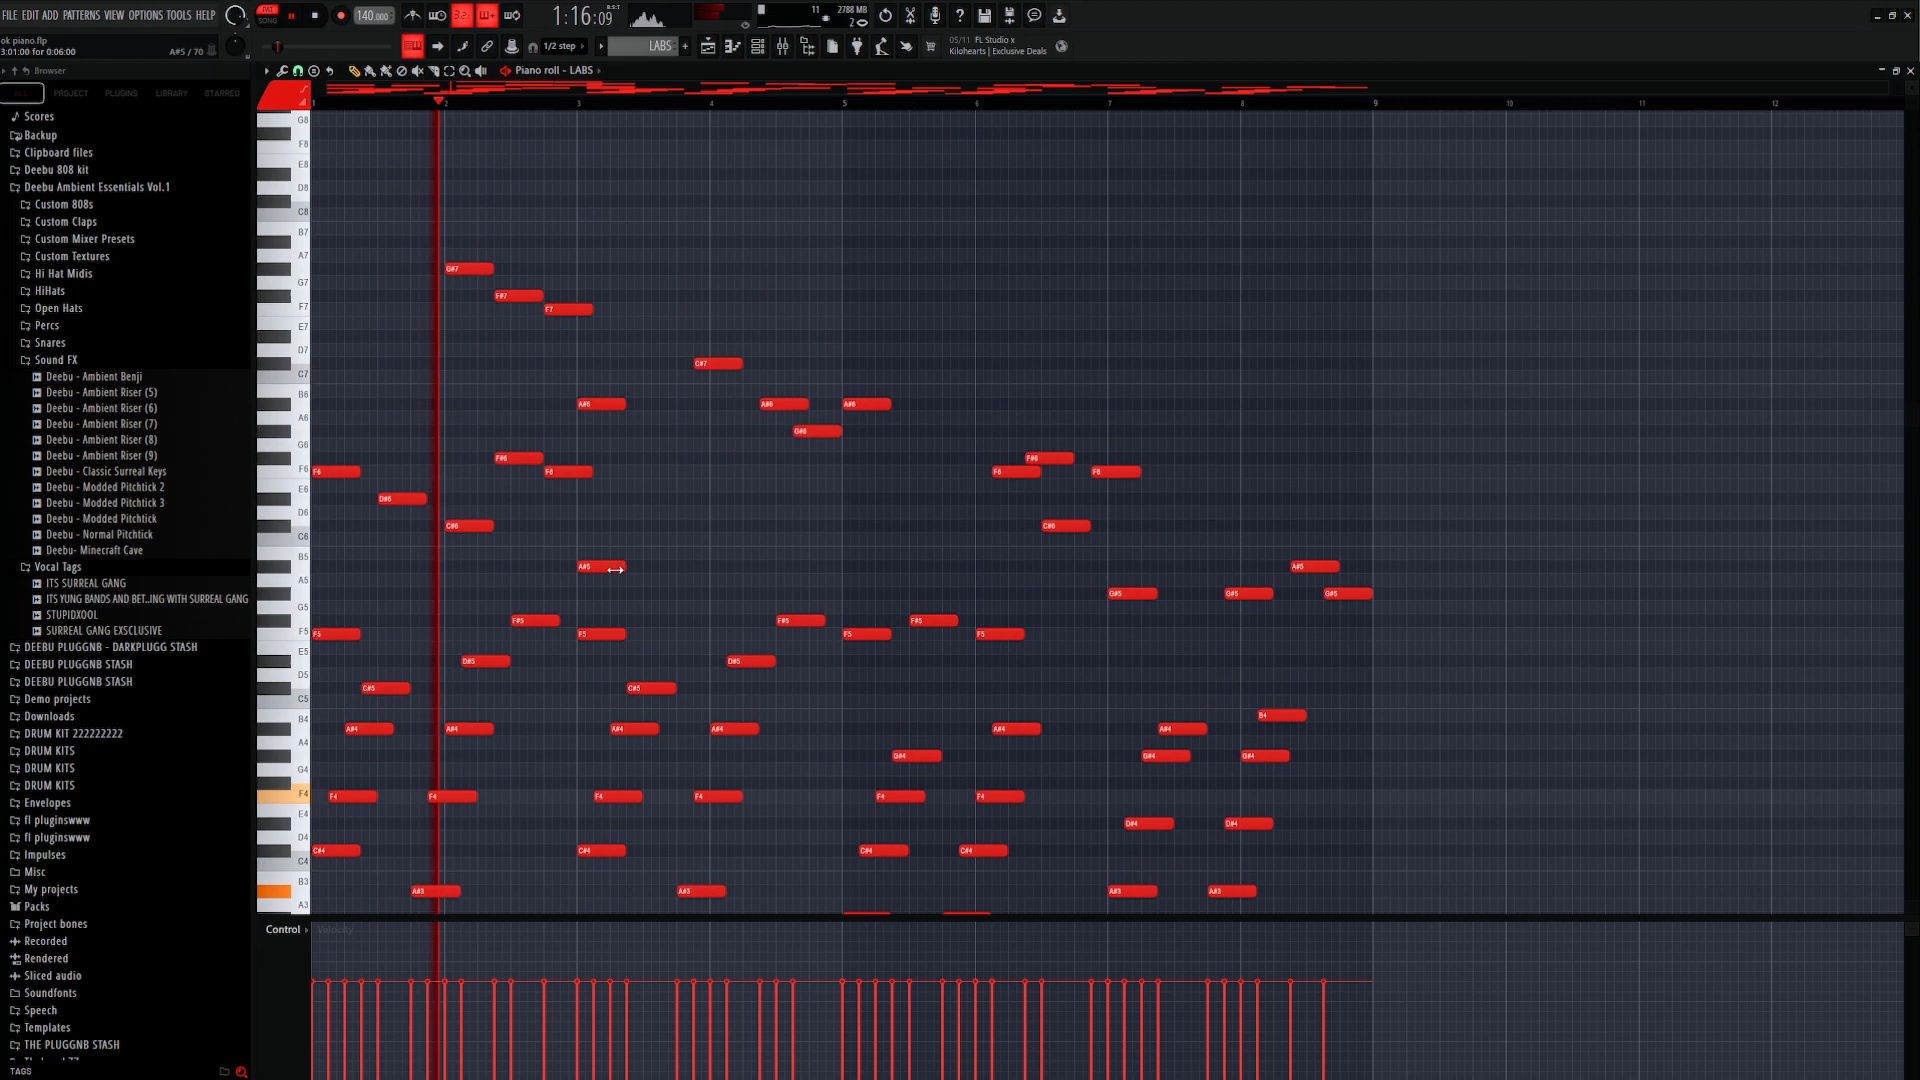 FILE EDIT ADD PATTERNS VIEW OPTIONS TOOLS HELP
PAT
SONG
140.000
3.2.
1:16:09
B:S:T
11
2788 MB
2
ok piano.flp
3:01:00 for 0:06:00
A#5 / 70
1/2 step
LABS
05/11 FL Studio x
Kilohearts | Exclusive Deals
Browser
Piano roll - LABS
ALL
PROJECT
PLUGINS
LIBRARY
STARRED
1 2 3 4 5 6 7 8 9 10 11 12
Scores
Backup
Clipboard files
Deebu 808 kit
Deebu Ambient Essentials Vol.1
Custom 808s
Custom Claps
Custom Mixer Presets
Custom Textures
Hi Hat Midis
HiHats
Open Hats
Percs
Snares
Sound FX
Deebu - Ambient Benji
Deebu - Ambient Riser (5)
Deebu - Ambient Riser (6)
Deebu - Ambient Riser (7)
Deebu - Ambient Riser (8)
Deebu - Ambient Riser (9)
Deebu - Classic Surreal Keys
Deebu - Modded Pitchtick 2
Deebu - Modded Pitchtick 3
Deebu - Modded Pitchtick
Deebu - Normal Pitchtick
Deebu- Minecraft Cave
Vocal Tags
ITS SURREAL GANG
ITS YUNG BANDS AND BET..ING WITH SURREAL GANG
STUPIDXOOL
SURREAL GANG EXSCLUSIVE
DEEBU PLUGGNB - DARKPLUGG STASH
DEEBU PLUGGNB STASH
DEEBU PLUGGNB STASH
Demo projects
Downloads
DRUM KIT 222222222
DRUM KITS
DRUM KITS
DRUM KITS
Envelopes
fl pluginswww
fl pluginswww
Impulses
Misc
My projects
Packs
Project bones
Recorded
Rendered
Sliced audio
Soundfonts
Speech
Templates
THE PLUGGNB STASH
TAGS
G8
F8
E8
D8
C8
B7
A7
G7
F7
E7
D7
C7
B6
A6
G6
F6
E6
D6
C6
B5
A5
G5
F5
E5
D5
C5
B4
A4
G4
F4
E4
D4
C4
B3
A3
G#7
F#7
F7
C#7
A#6 A#6 A#6
G#6
F#6 F#6
F6 F6 F6 F6
D#6
C#6 C#6
A#5 A#5
G#5 G#5 G#5
F#5 F#5 F#5
F5 F5 F5 F5
D#5 D#5
C#5 C#5
B4
A#4 A#4 A#4 A#4 A#4 A#4
G#4 G#4 G#4
F4 F4 F4 F4 F4 F4
D#4 D#4
C#4 C#4 C#4 C#4
A#3 A#3 A#3 A#3
Control
Velocity